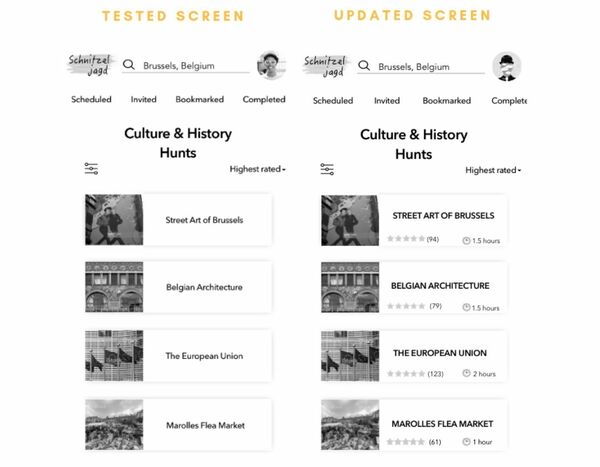 TESTED SCREEN
Schnitzel
jagd
Brussels, Belgium
Scheduled Invited Bookmarked Completed
Culture & History
Hunts
Highest rated
Street Art of Brussels
Belgian Architecture
The European Union
Marolles Flea Market
UPDATED SCREEN
Schnitzel
jagd
Brussels, Belgium
Scheduled Invited Bookmarked Complete
Culture & History
Hunts
Highest rated
STREET ART OF BRUSSELS
(94) 1.5 hours
BELGIAN ARCHITECTURE
(79) 1.5 hours
THE EUROPEAN UNION
(123) 2 hours
MAROLLES FLEA MARKET
(61) 1 hour